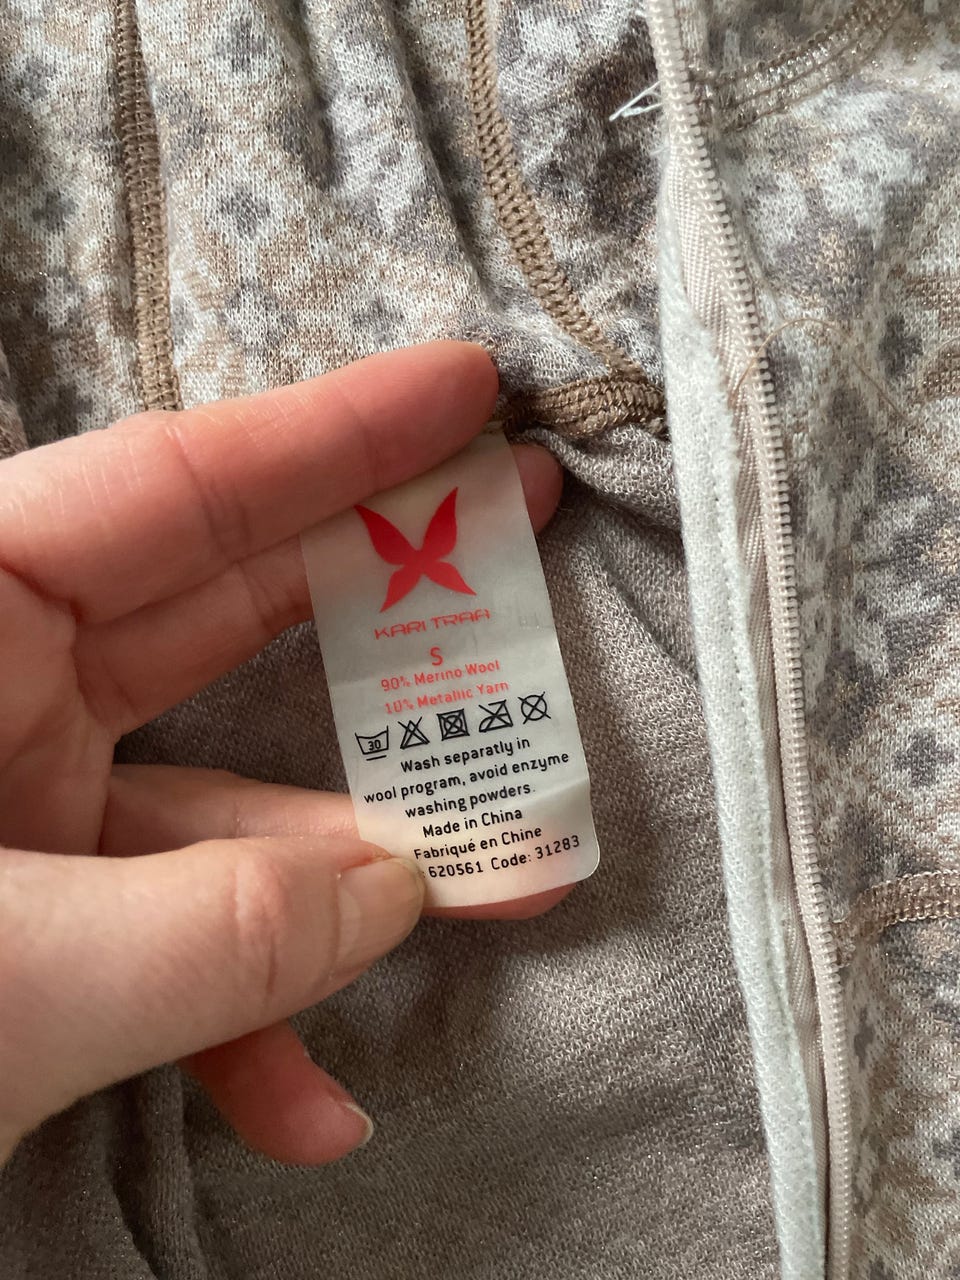 KARI TRAA
S
90% Merino Wool
10% Metallic Yarn
30
Wash separatly in
wool program, avoid enzyme
washing powders.
Made in China
Fabriqué en Chine
: 620561 Code: 31283